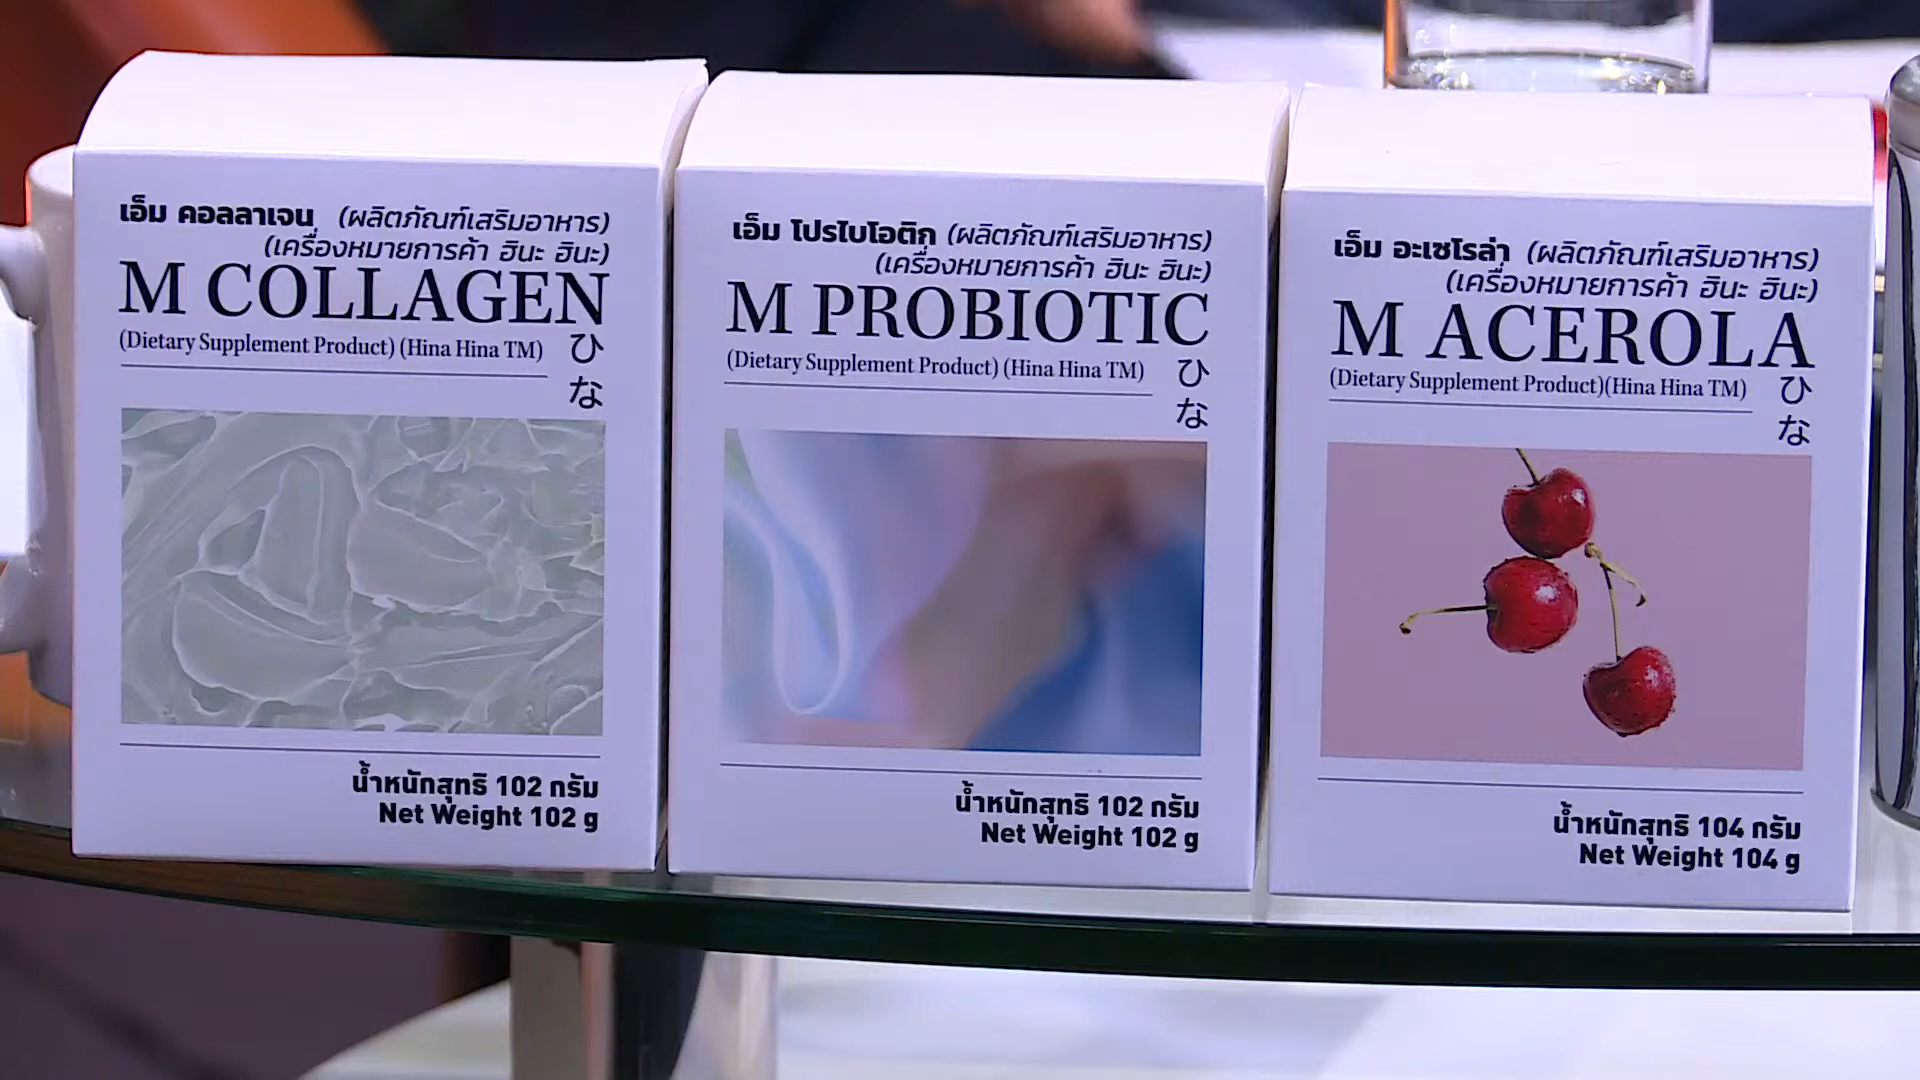 เอ็ม คอลลาเจน (ผลิตภัณฑ์เสริมอาหาร)
(เครื่องหมายการค้า ฮินะ ฮินะ)
M COLLAGEN
(Dietary Supplement Product) (Hina Hina TM)
ひな
น้ำหนักสุทธิ 102 กรัม
Net Weight 102 g
เอ็ม โปรไบโอติก (ผลิตภัณฑ์เสริมอาหาร)
(เครื่องหมายการค้า ฮินะ ฮินะ)
M PROBIOTIC
(Dietary Supplement Product) (Hina Hina TM)
ひな
น้ำหนักสุทธิ 102 กรัม
Net Weight 102 g
เอ็ม อะเซโรล่า (ผลิตภัณฑ์เสริมอาหาร)
(เครื่องหมายการค้า ฮินะ ฮินะ)
M ACEROLA
(Dietary Supplement Product)(Hina Hina TM)
ひな
น้ำหนักสุทธิ 104 กรัม
Net Weight 104 g